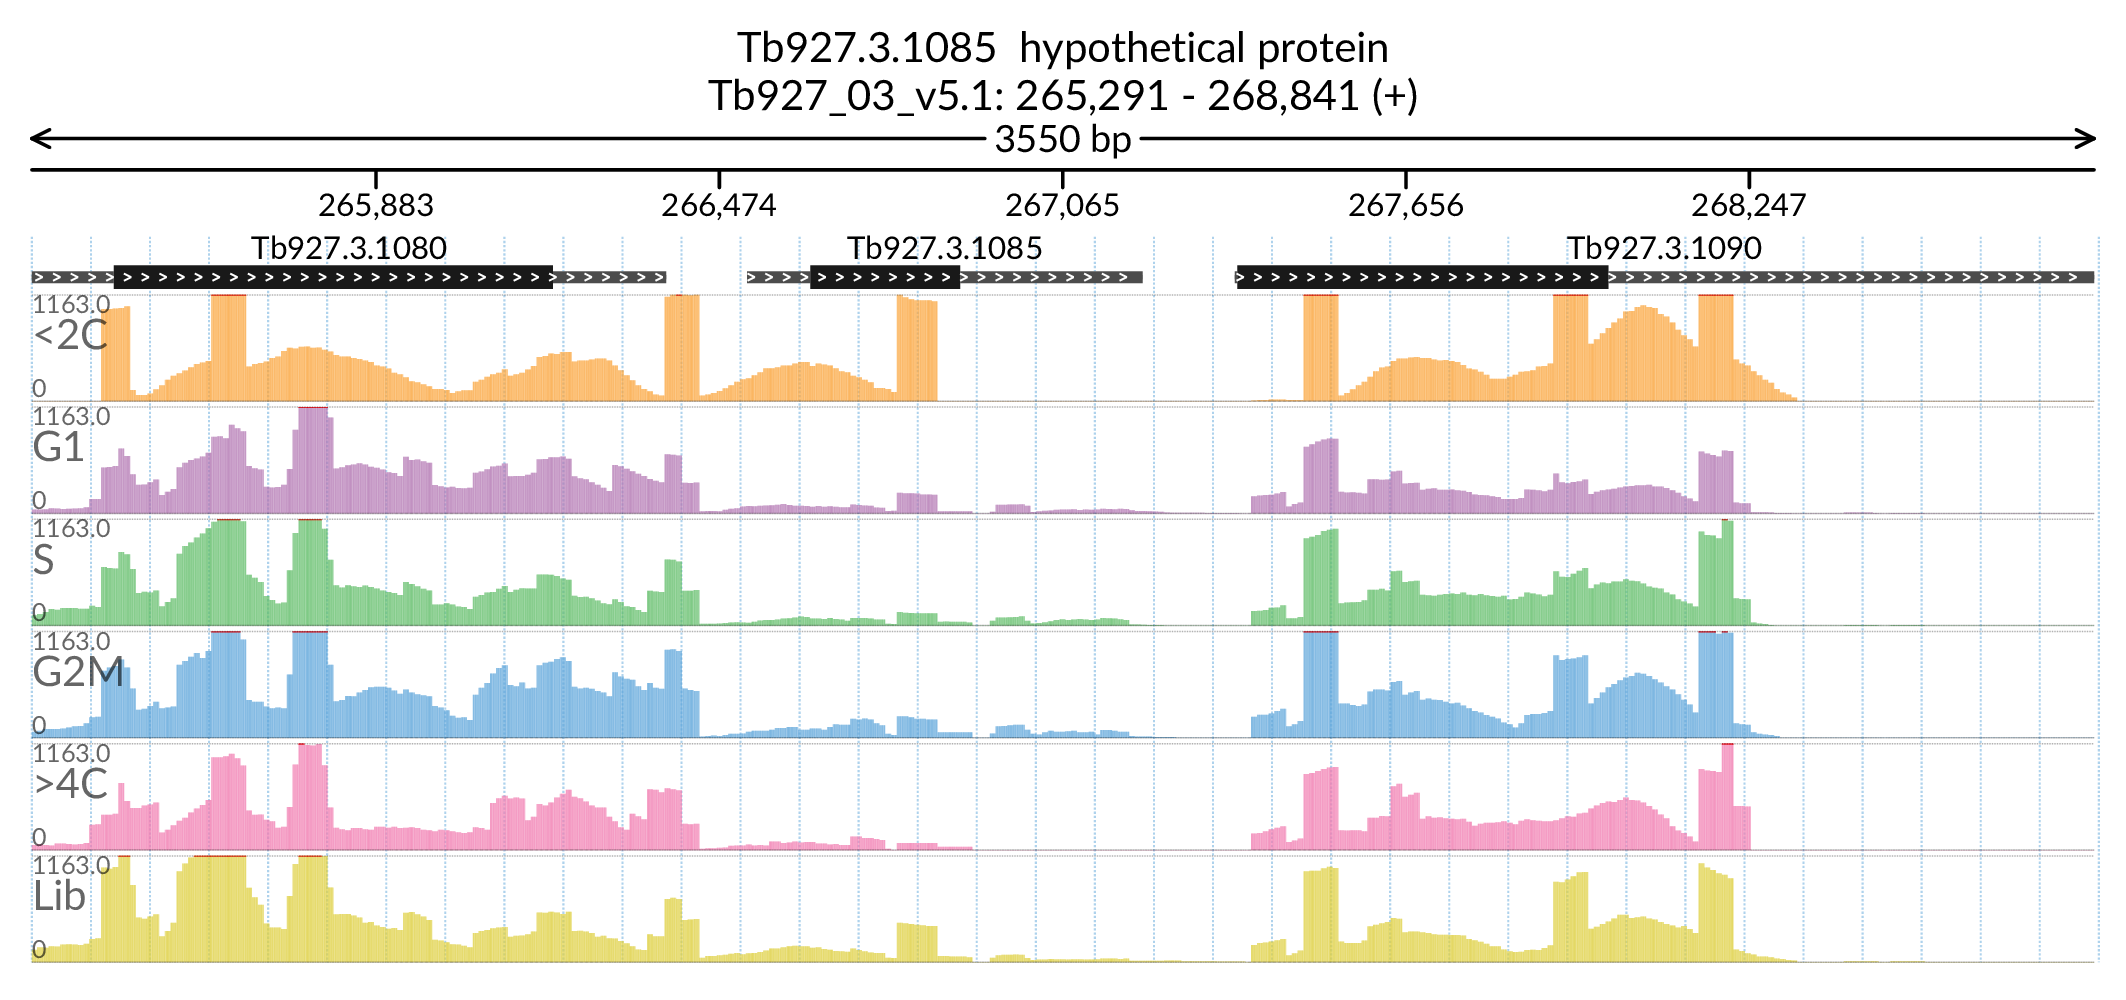 Tb927.3.1085  hypothetical protein
Tb927_03_v5.1: 265,291 - 268,841 (+)
3550 bp
265,883 266,474 267,065 267,656 268,247
Tb927.3.1080 Tb927.3.1085 Tb927.3.1090
1163.0
<2C
0
1163.0
G1
0
1163.0
S
0
1163.0
G2M
0
1163.0
>4C
0
1163.0
Lib
0